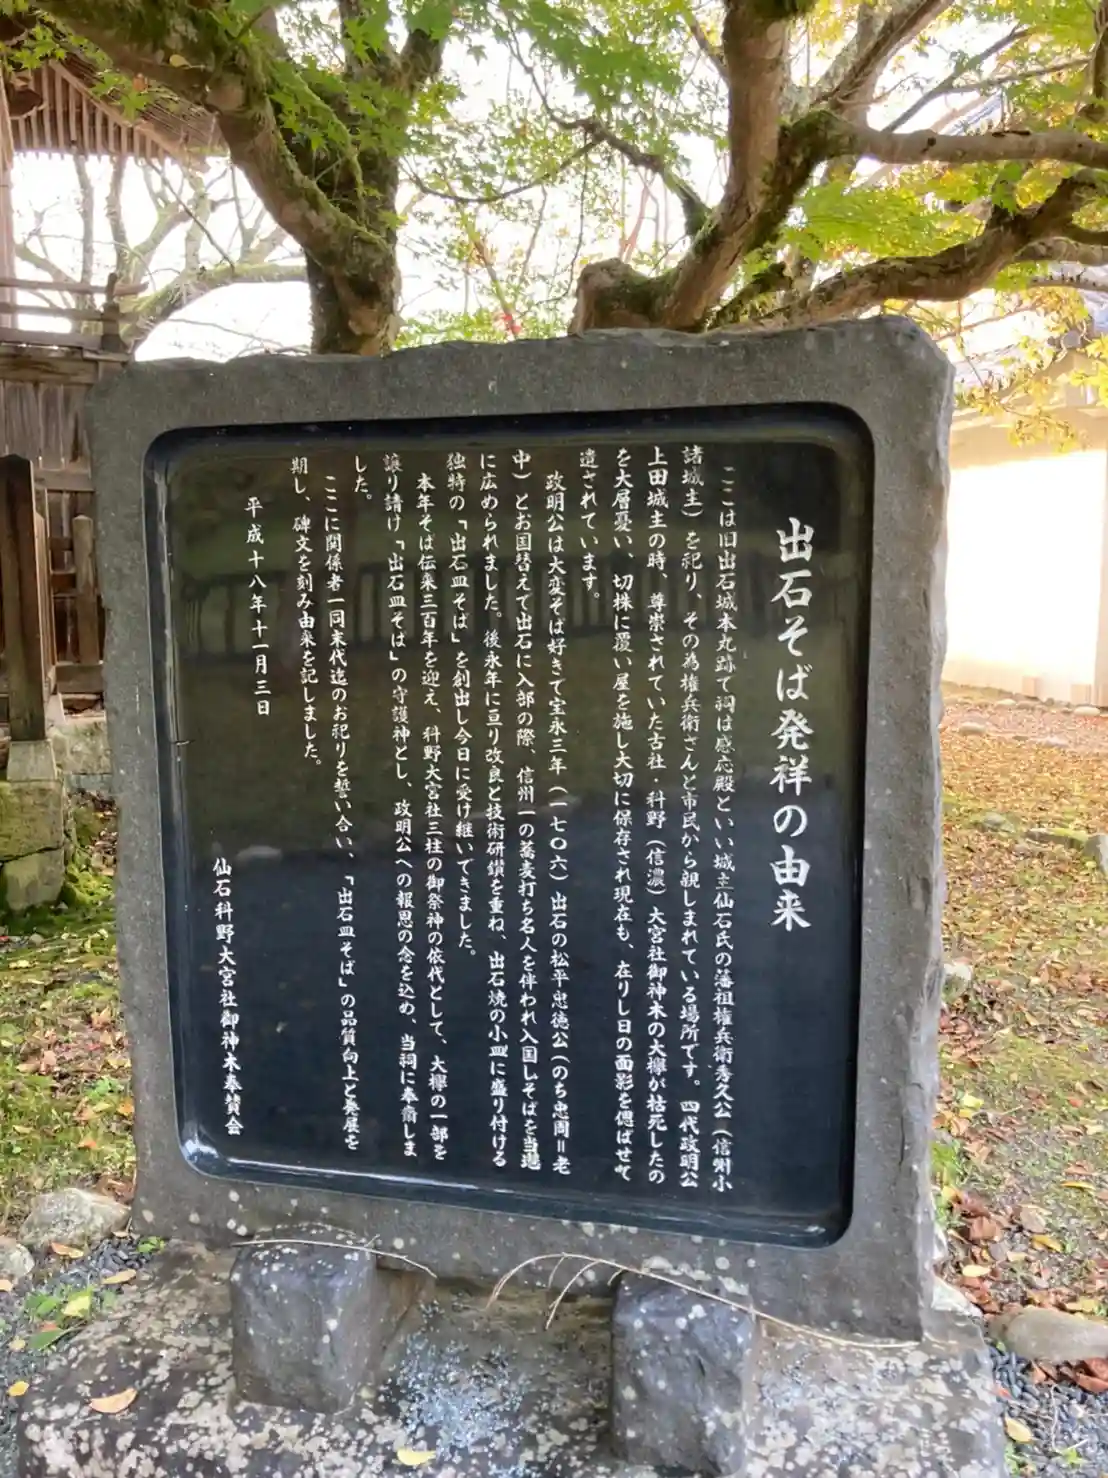 出石そば発祥の由来
ここは旧出石城本丸跡で祠は感応殿といい城主仙石氏の藩祖権兵衛秀久公(信州小
諸城主)を祀り、その為権兵衛さんと市民から親しまれている場所です。四代政明公
上田城主の時、尊崇されていた古社・科野(信濃)大宮社御神木の大欅が枯死したの
を大層憂い、切株に覆い屋を施し大切に保存され現在も、在りし日の面影を偲ばせて
遺されています。
政明公は大変そば好きで宝永三年(一七〇六)出石の松平忠徳公(のち忠周=老
中)とお国替えで出石に入部の際、信州一の蕎麦打ち名人を伴われ入国しそばを当地
に広められました。後永年に亘り改良と技術研鑚を重ね、出石焼の小皿に盛り付ける
独特の「出石皿そば」を創出し今日に受け継いできました。
本年そば伝来三百年を迎え、科野大宮社三柱の御祭神の依代として、大欅の一部を
譲り請け「出石皿そば」の守護神とし、政明公への報恩の念を込め、当祠に奉斎しま
した。
ここに関係者一同末代迄のお祀りを誓い合い、「出石皿そば」の品質向上と発展を
期し、碑文を刻み由来を記しました。
平成十八年十一月三日
仙石科野大宮社御神木奉賛会